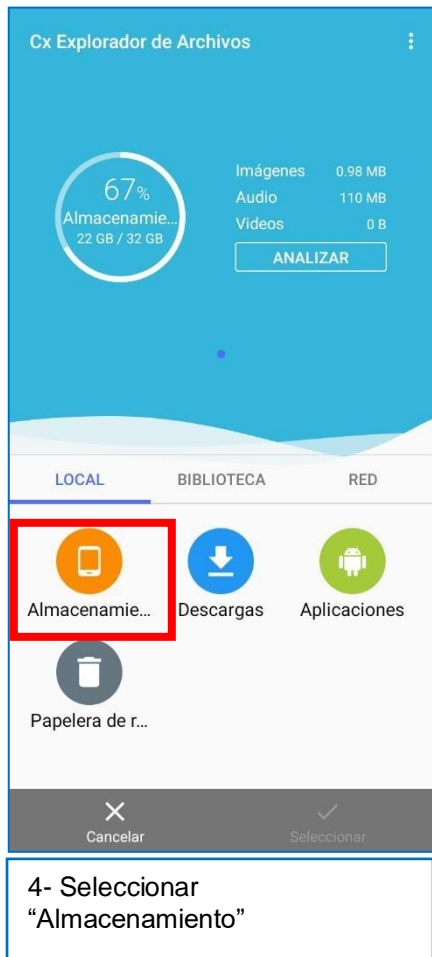 Cx Explorador de Archivos
67%
Almacenamie...
22 GB / 32 GB
Imágenes 0.98 MB
Audio 110 MB
Videos 0 B
ANALIZAR
LOCAL BIBLIOTECA RED
Almacenamie... Descargas Aplicaciones
Papelera de r...
Cancelar Seleccionar
4- Seleccionar
“Almacenamiento”